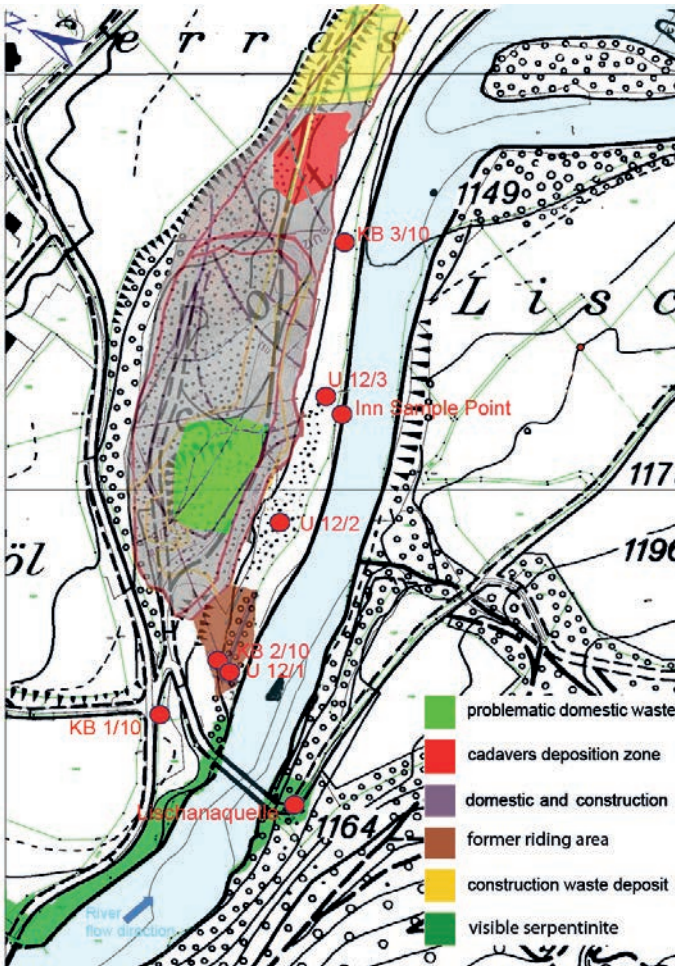 N
e r r a s
1149
KB 3/10
L i s c
U 12/3
Inn Sample Point
117
U 12/2
1196
öl
KB 2/10
U 12/1
KB 1/10
problematic domestic waste
cadavers deposition zone
domestic and construction
former riding area
construction waste deposit
visible serpentinite
Lischanaquelle
1164
River
flow direction